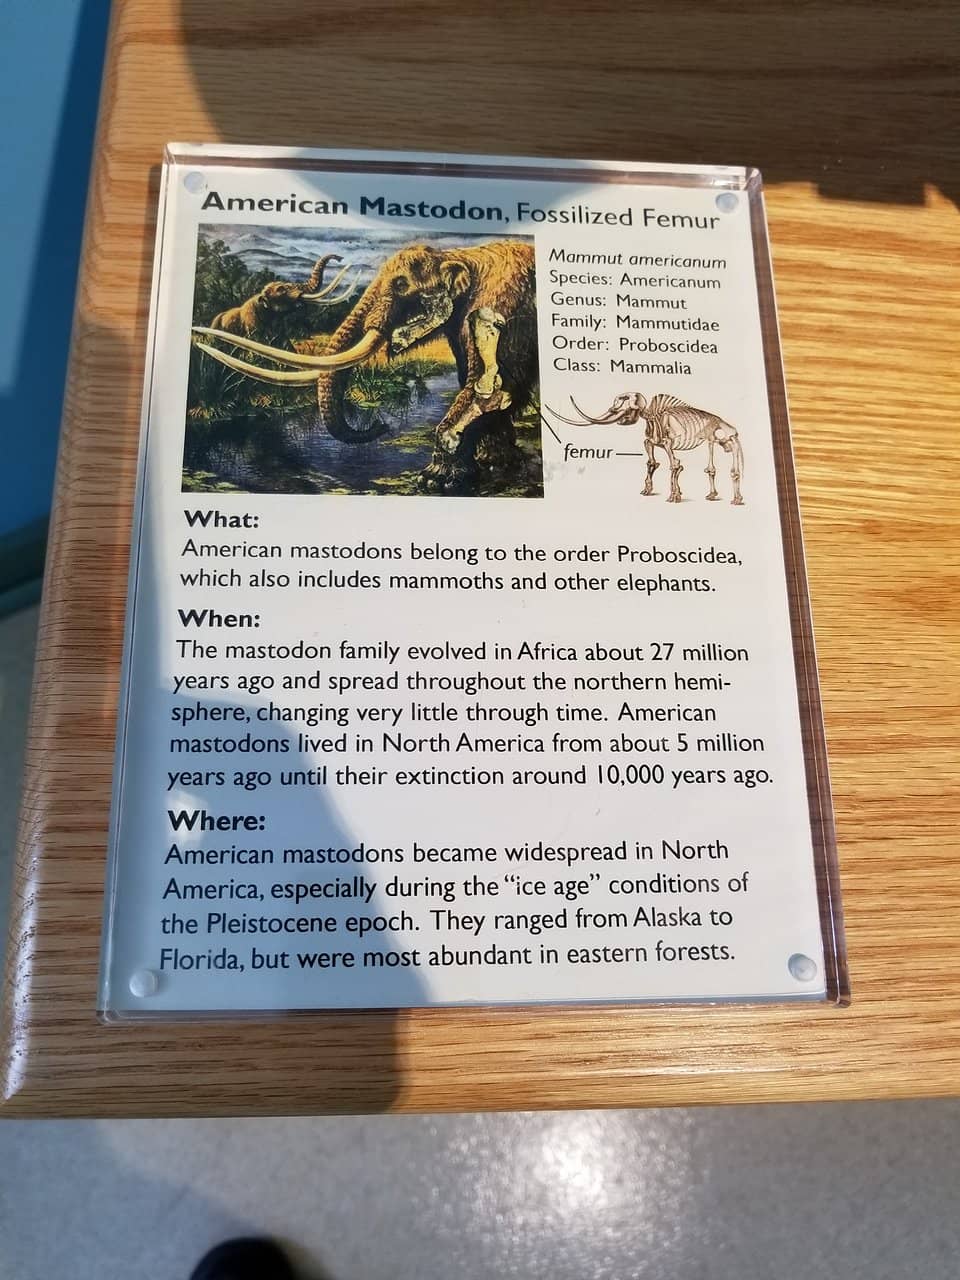 American Mastodon, Fossilized Femur
Mammut americanum
Species: Americanum
Genus: Mammut
Family: Mammutidae
Order: Proboscidea
Class: Mammalia
femur
What:
American mastodons belong to the order Proboscidea,
which also includes mammoths and other elephants.
When:
The mastodon family evolved in Africa about 27 million
years ago and spread throughout the northern hemi-
sphere, changing very little through time. American
mastodons lived in North America from about 5 million
years ago until their extinction around 10,000 years ago.
Where:
American mastodons became widespread in North
America, especially during the “ice age” conditions of
the Pleistocene epoch. They ranged from Alaska to
Florida, but were most abundant in eastern forests.